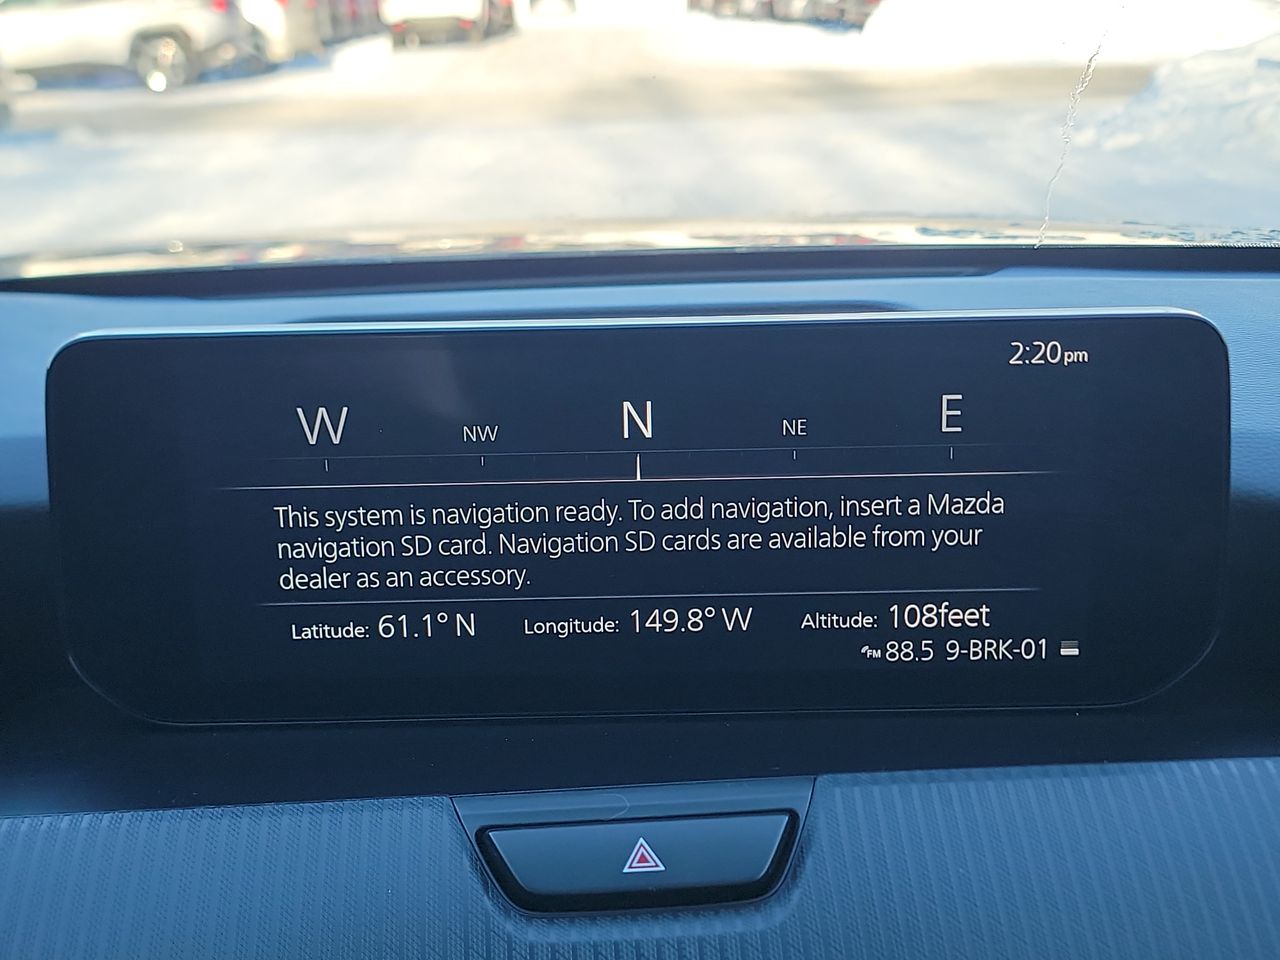 2:20pm
W NW N NE E
This system is navigation ready. To add navigation, insert a Mazda
navigation SD card. Navigation SD cards are available from your
dealer as an accessory.
Latitude: 61.1° N Longitude: 149.8° W Altitude: 108feet
FM 88.5 9-BRK-01